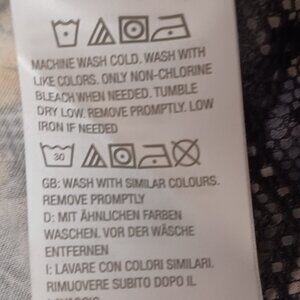 MACHINE WASH COLD. WASH WITH
LIKE COLORS. ONLY NON-CHLORINE
BLEACH WHEN NEEDED. TUMBLE
DRY LOW. REMOVE PROMPTLY. LOW
IRON IF NEEDED
30
GB: WASH WITH SIMILAR COLOURS.
REMOVE PROMPTLY
D: MIT ÄHNLICHEN FARBEN
WASCHEN. VOR DER WÄSCHE
ENTFERNEN
I: LAVARE CON COLORI SIMILARI.
RIMUOVERE SUBITO DOPO IL